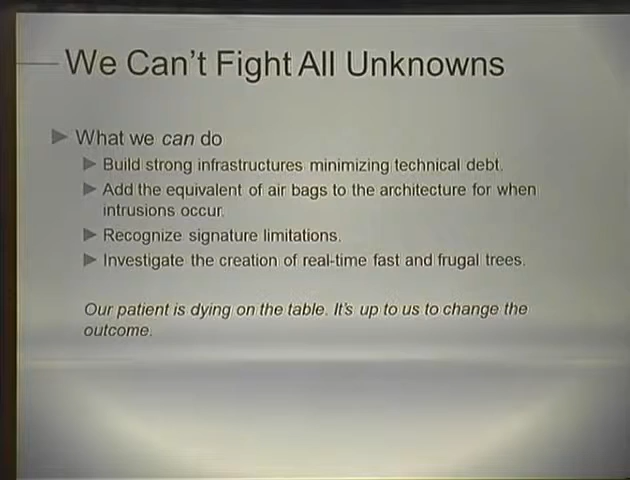 We Can't Fight All Unknowns
What we can do
Build strong infrastructures minimizing technical debt.
Add the equivalent of air bags to the architecture for when
intrusions occur.
Recognize signature limitations.
Investigate the creation of real-time fast and frugal trees.
Our patient is dying on the table. It's up to us to change the
outcome.